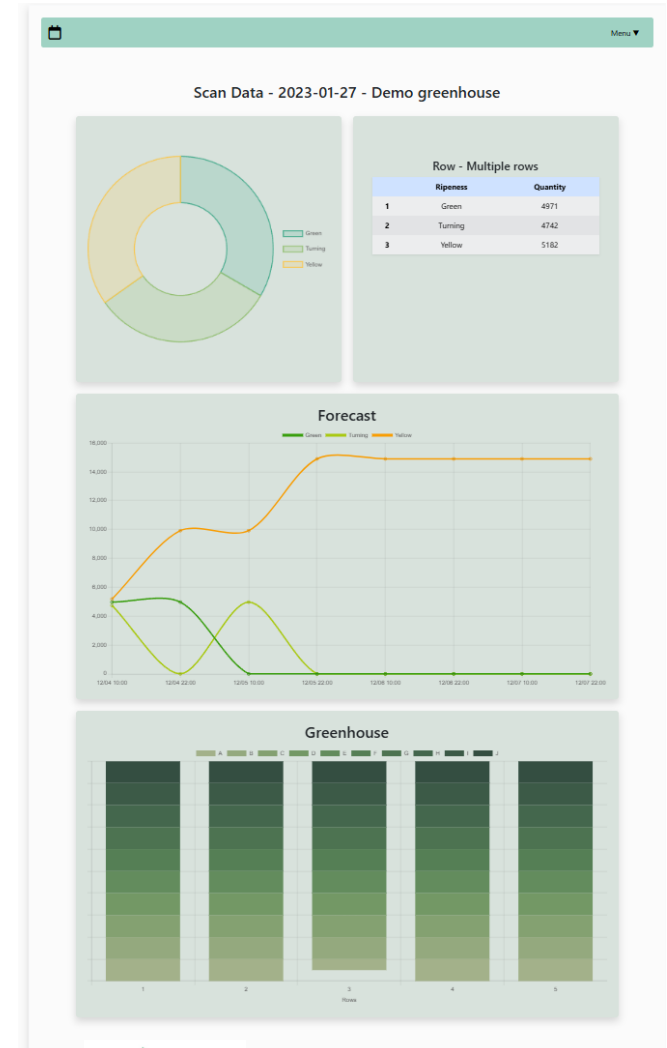 Menu ▼
Scan Data - 2023-01-27 - Demo greenhouse
Green
Turning
Yellow
Row - Multiple rows
Ripeness Quantity
1 Green 4971
2 Turning 4742
3 Yellow 5182
Forecast
Green Turning Yellow
16,000
14,000
12,000
10,000
8,000
6,000
4,000
2,000
0
12/04 10:00 12/04 22:00 12/05 10:00 12/05 22:00 12/06 10:00 12/06 22:00 12/07 10:00 12/07 22:00
Greenhouse
A B C D E F G H I J
1 2 3 4 5
Rows